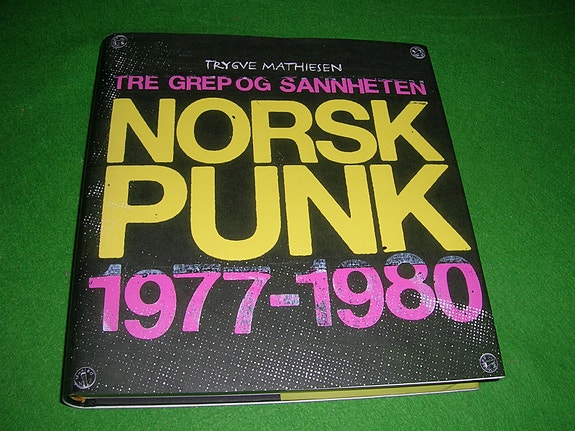 TRYGVE MATHIESEN
TRE GREP OG SANNHETEN
NORSK
PUNK
1977-1980